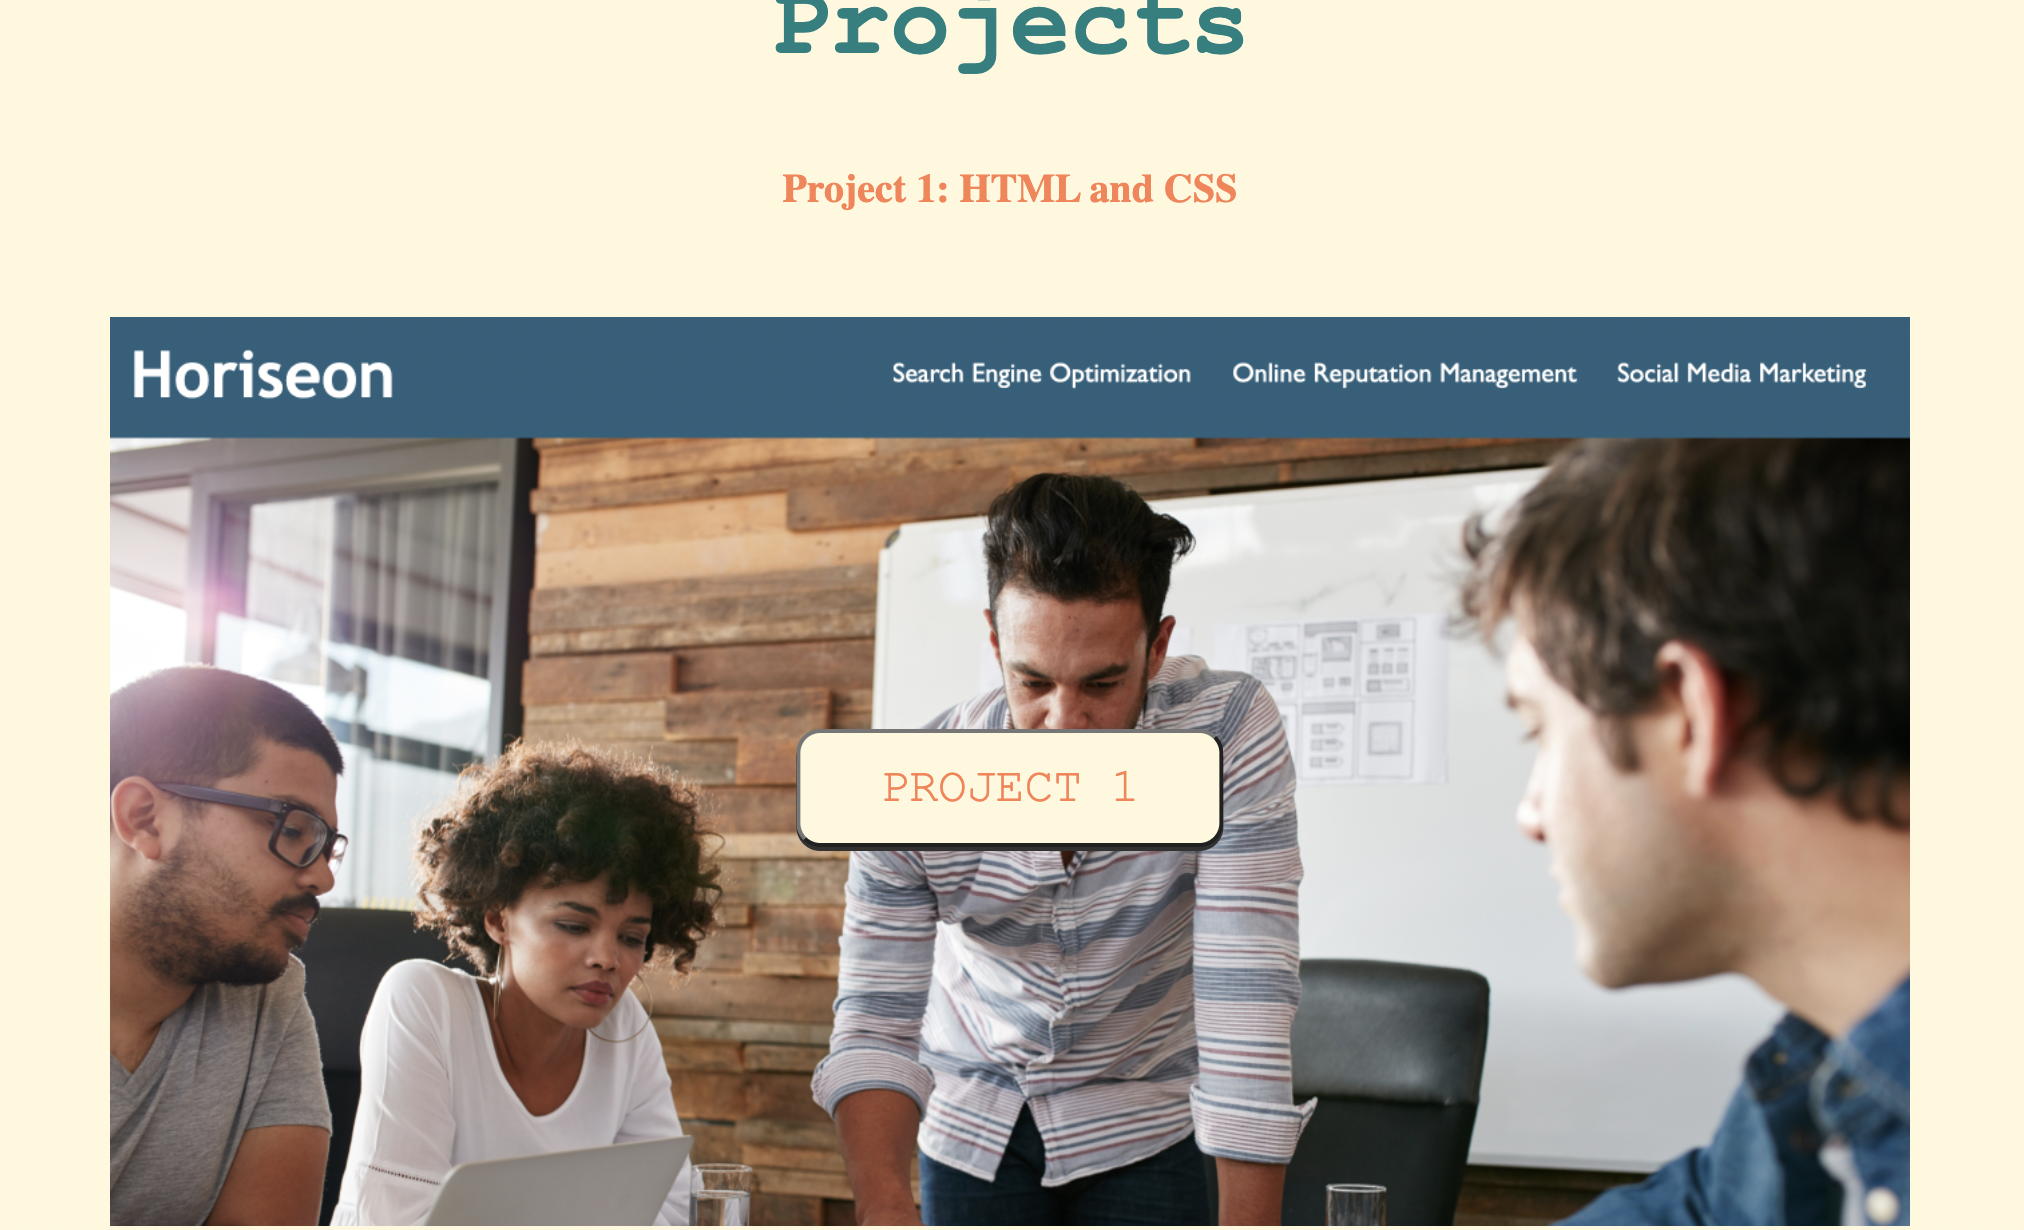 Projects
Project 1: HTML and CSS
Horiseon
Search Engine Optimization Online Reputation Management Social Media Marketing
PROJECT 1